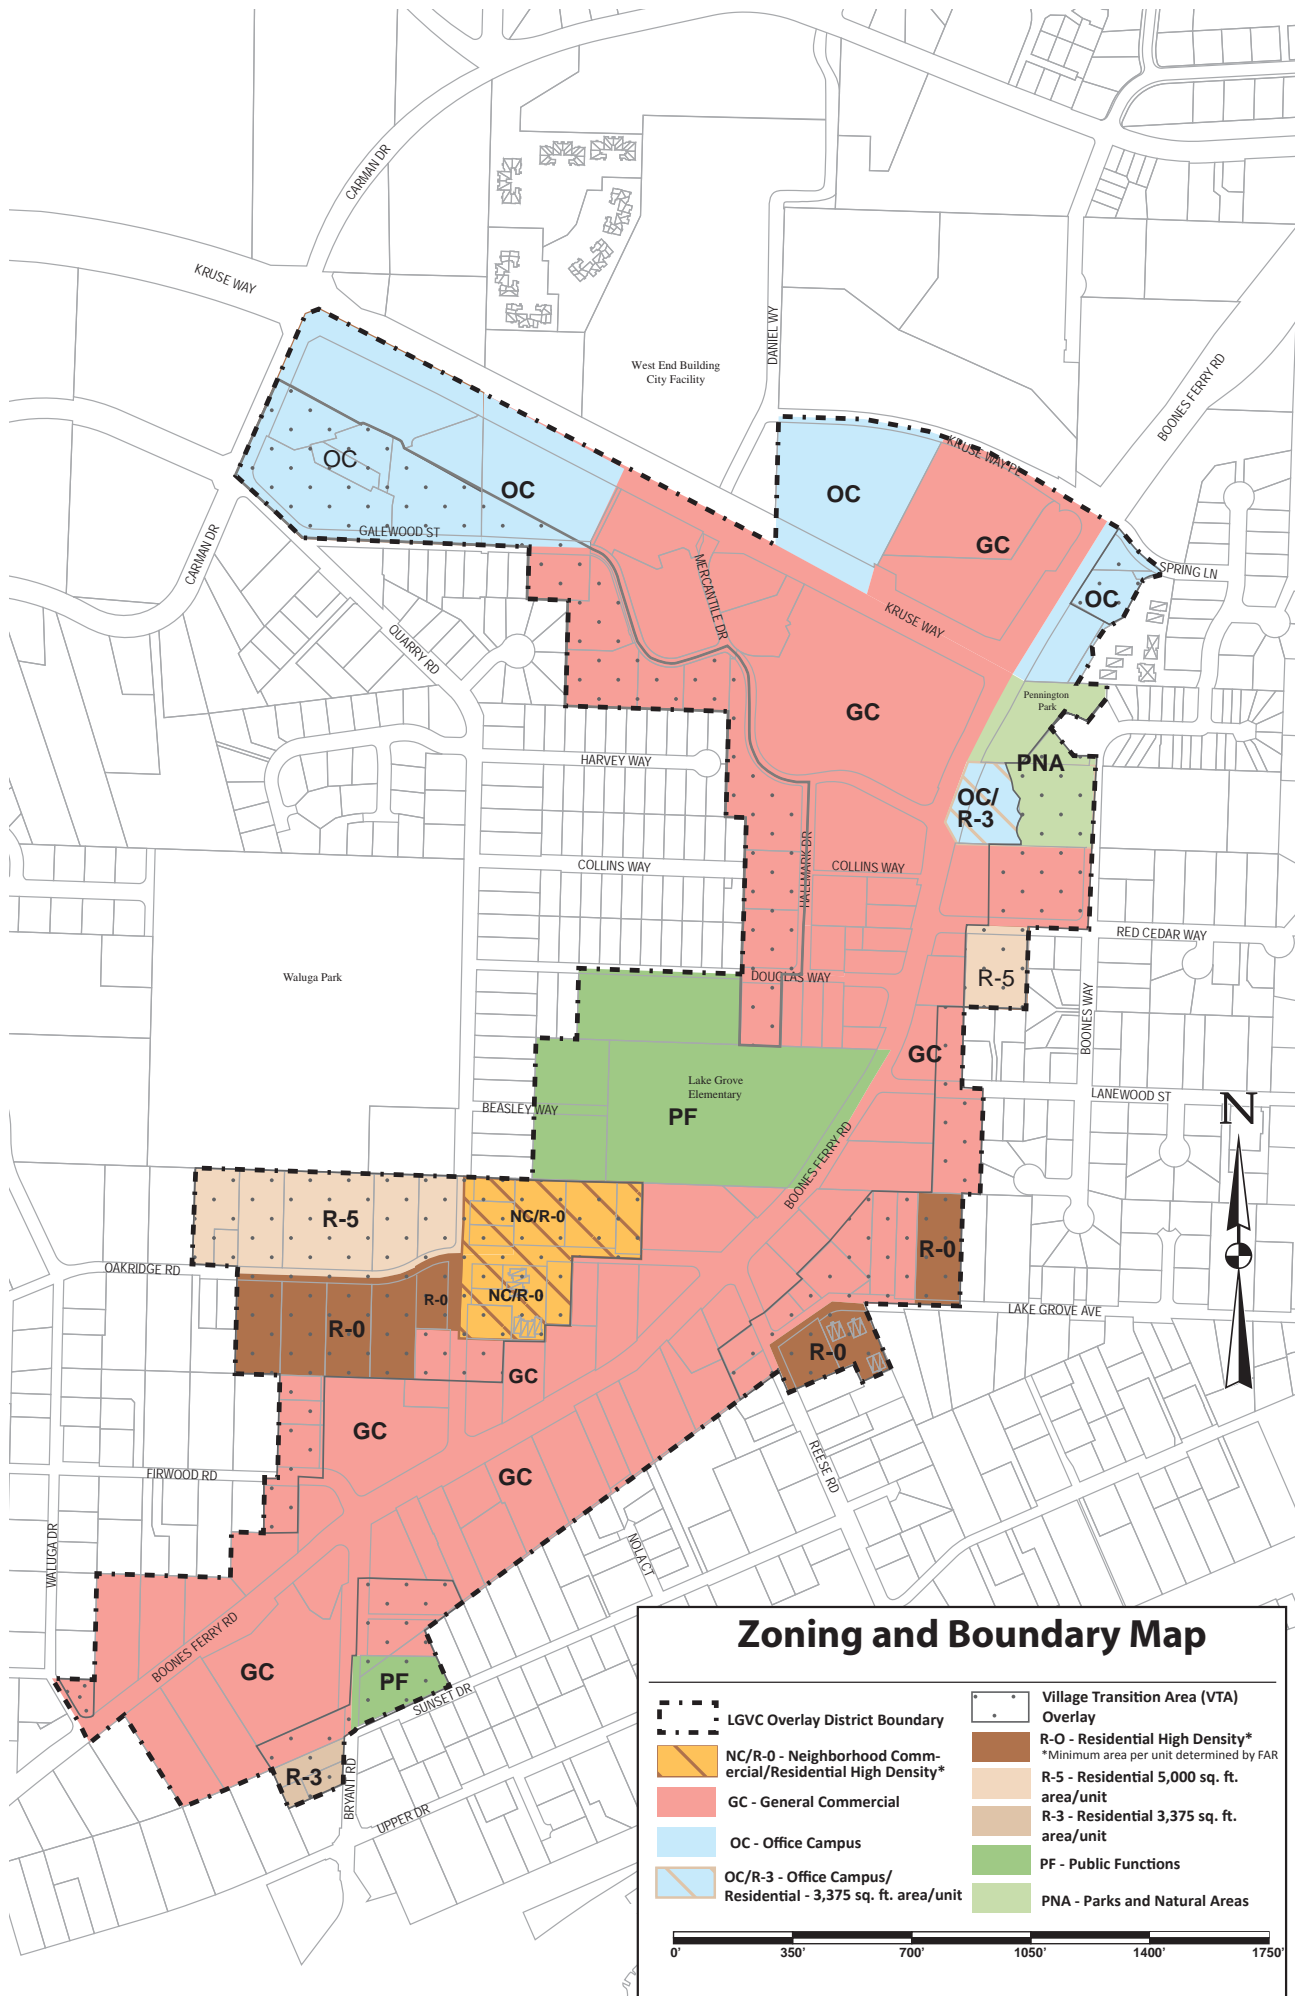 CARMAN DR
KRUSE WAY
West End Building
City Facility
DANIEL WY
BOONES FERRY RD
KRUSE WAY PL
OC
OC
OC
GC
GALEWOOD ST
CARMAN DR
MERCANTILE DR
SPRING LN
OC
KRUSE WAY
QUARRY RD
Pennington
Park
GC
HARVEY WAY
PNA
OC/
R-3
COLLINS WAY
HALLMARK DR
COLLINS WAY
RED CEDAR WAY
Waluga Park
DOUGLAS WAY
R-5
BOONES WAY
GC
Lake Grove
Elementary
PF
BEASLEY WAY
LANEWOOD ST
N
BOONES FERRY RD
R-5
NC/R-0
R-0
OAKRIDGE RD
R-0
NC/R-0
LAKE GROVE AVE
R-0
R-0
GC
GC
GC
REESE RD
FIRWOOD RD
NOLA CT
WALUGA DR
BOONES FERRY RD
GC
PF
SUNSET DR
R-3
BRYANT RD
UPPER DR
Zoning and Boundary Map
LGVC Overlay District Boundary
NC/R-0 - Neighborhood Comm-
ercial/Residential High Density*
GC - General Commercial
OC - Office Campus
OC/R-3 - Office Campus/
Residential - 3,375 sq. ft. area/unit
Village Transition Area (VTA)
Overlay
R-O - Residential High Density*
*Minimum area per unit determined by FAR
R-5 - Residential 5,000 sq. ft.
area/unit
R-3 - Residential 3,375 sq. ft.
area/unit
PF - Public Functions
PNA - Parks and Natural Areas
0' 350' 700' 1050' 1400' 1750'